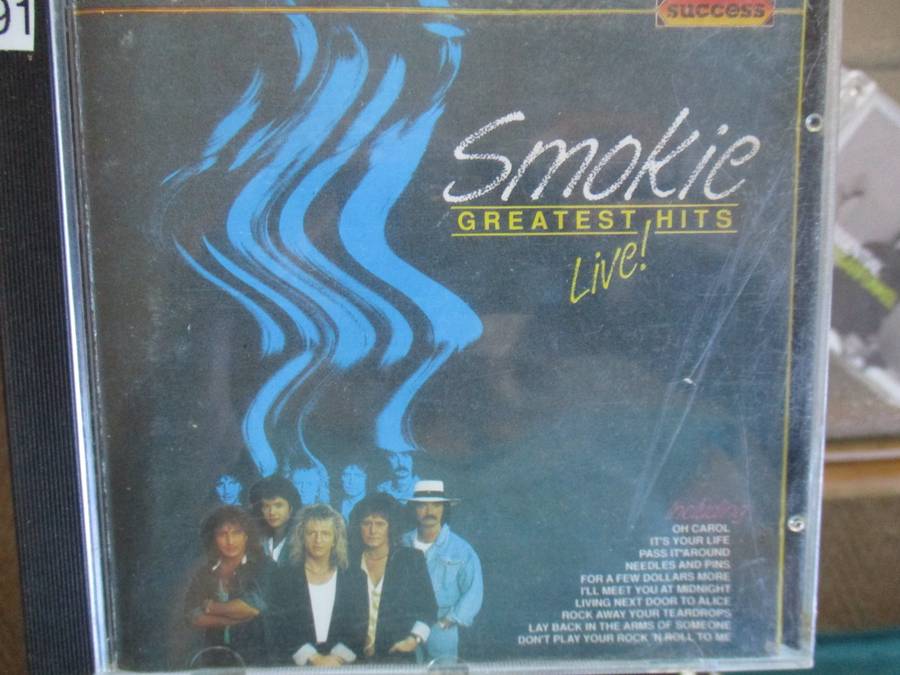 91
success
Smokie
GREATEST HITS
Live!
Including
OH CAROL
IT'S YOUR LIFE
PASS IT AROUND
NEEDLES AND PINS
FOR A FEW DOLLARS MORE
I'LL MEET YOU AT MIDNIGHT
LIVING NEXT DOOR TO ALICE
ROCK AWAY YOUR TEARDROPS
LAY BACK IN THE ARMS OF SOMEONE
DON'T PLAY YOUR ROCK 'N ROLL TO ME